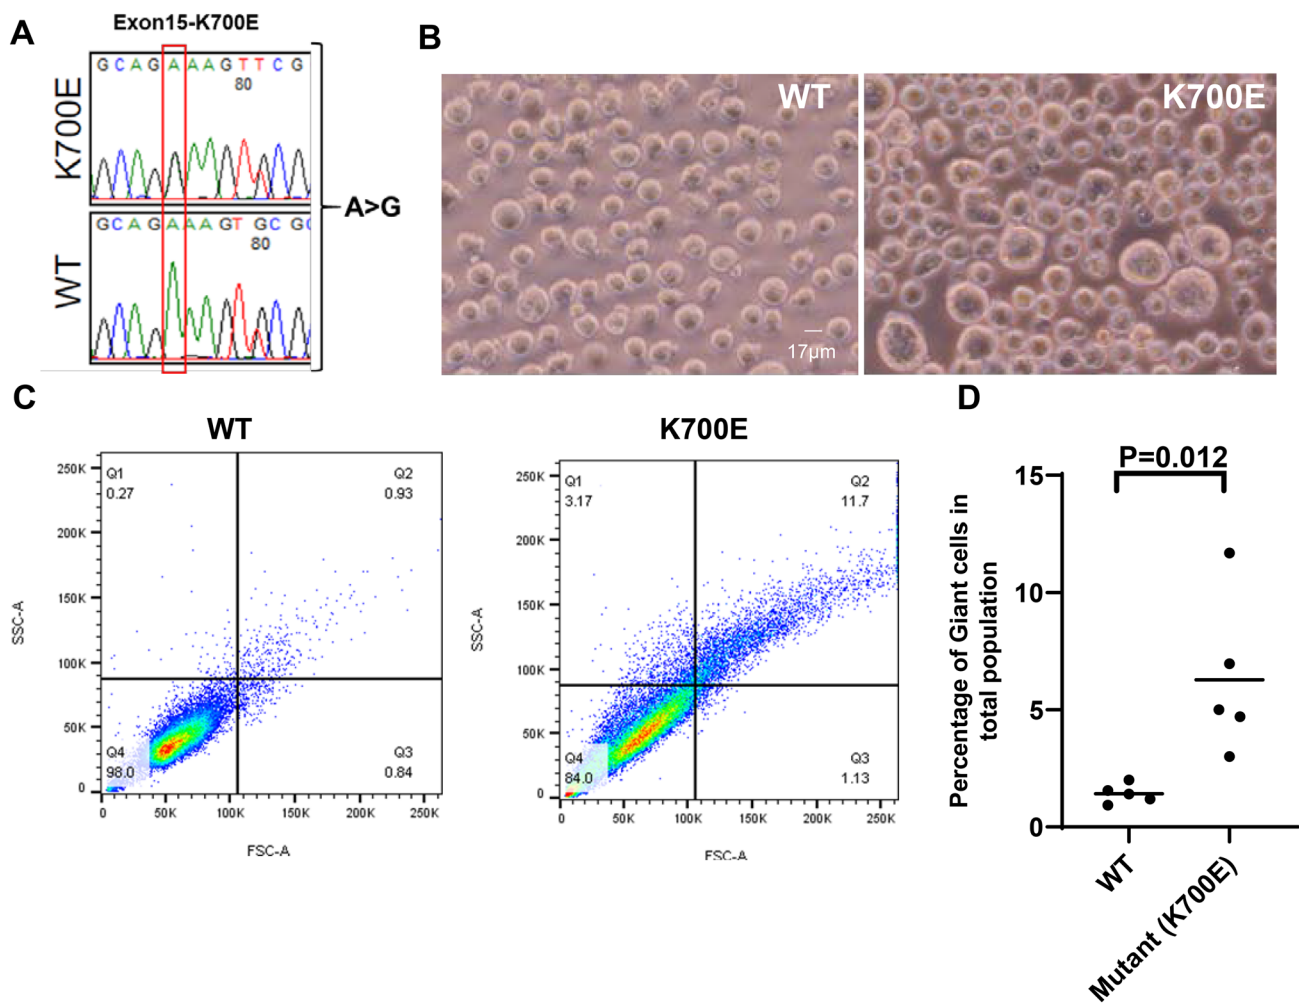 A
Exon15-K700E
K700E
G C A G A A A G T T C G
80
WT
G C A G A A A G T G C G
80
A>G
B
WT
17µm
K700E
C
WT
SSC-A
250K
200K
150K
100K
50K
0
Q1
0.27
Q2
0.93
Q4
98.0
Q3
0.84
0 50K 100K 150K 200K 250K
FSC-A
K700E
SSC-A
250K
200K
150K
100K
50K
0
Q1
3.17
Q2
11.7
Q4
84.0
Q3
1.13
0 50K 100K 150K 200K 250K
FSC-A
D
P=0.012
Percentage of Giant cells in
total population
15
10
5
0
WT
Mutant (K700E)